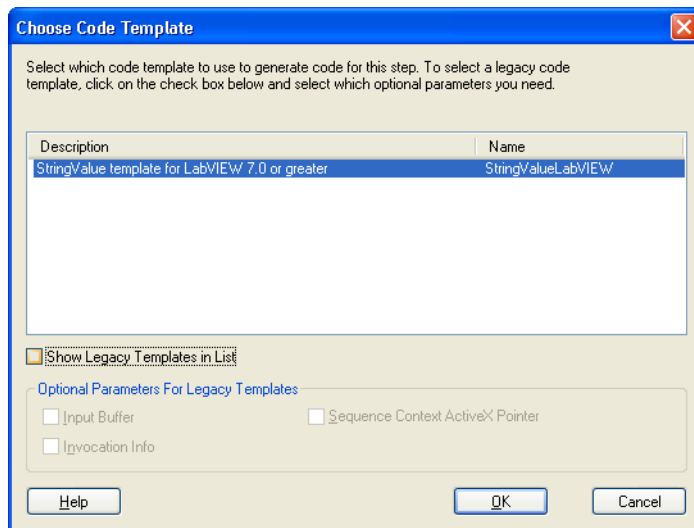 Choose Code Template
Select which code template to use to generate code for this step. To select a legacy code
template, click on the check box below and select which optional parameters you need.
Description Name
StringValue template for LabVIEW 7.0 or greater StringValueLabVIEW
Show Legacy Templates in List
Optional Parameters For Legacy Templates
Input Buffer Sequence Context ActiveX Pointer
Invocation Info
Help OK Cancel